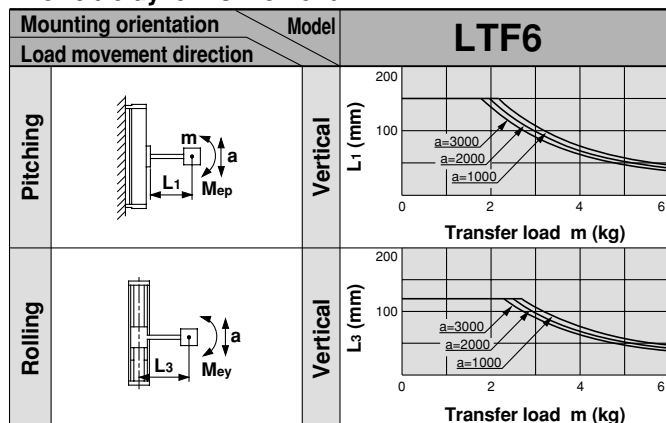 Mounting orientation Model
Load movement direction
LTF6
Pitching
m
a
L1
Mep
Vertical
L1 (mm)
200
100
a=3000
a=2000
a=1000
0 2 4 6
Transfer load m (kg)
Rolling
a
L3
Mey
Vertical
L3 (mm)
200
100
a=3000
a=2000
a=1000
0 2 4 6
Transfer load m (kg)